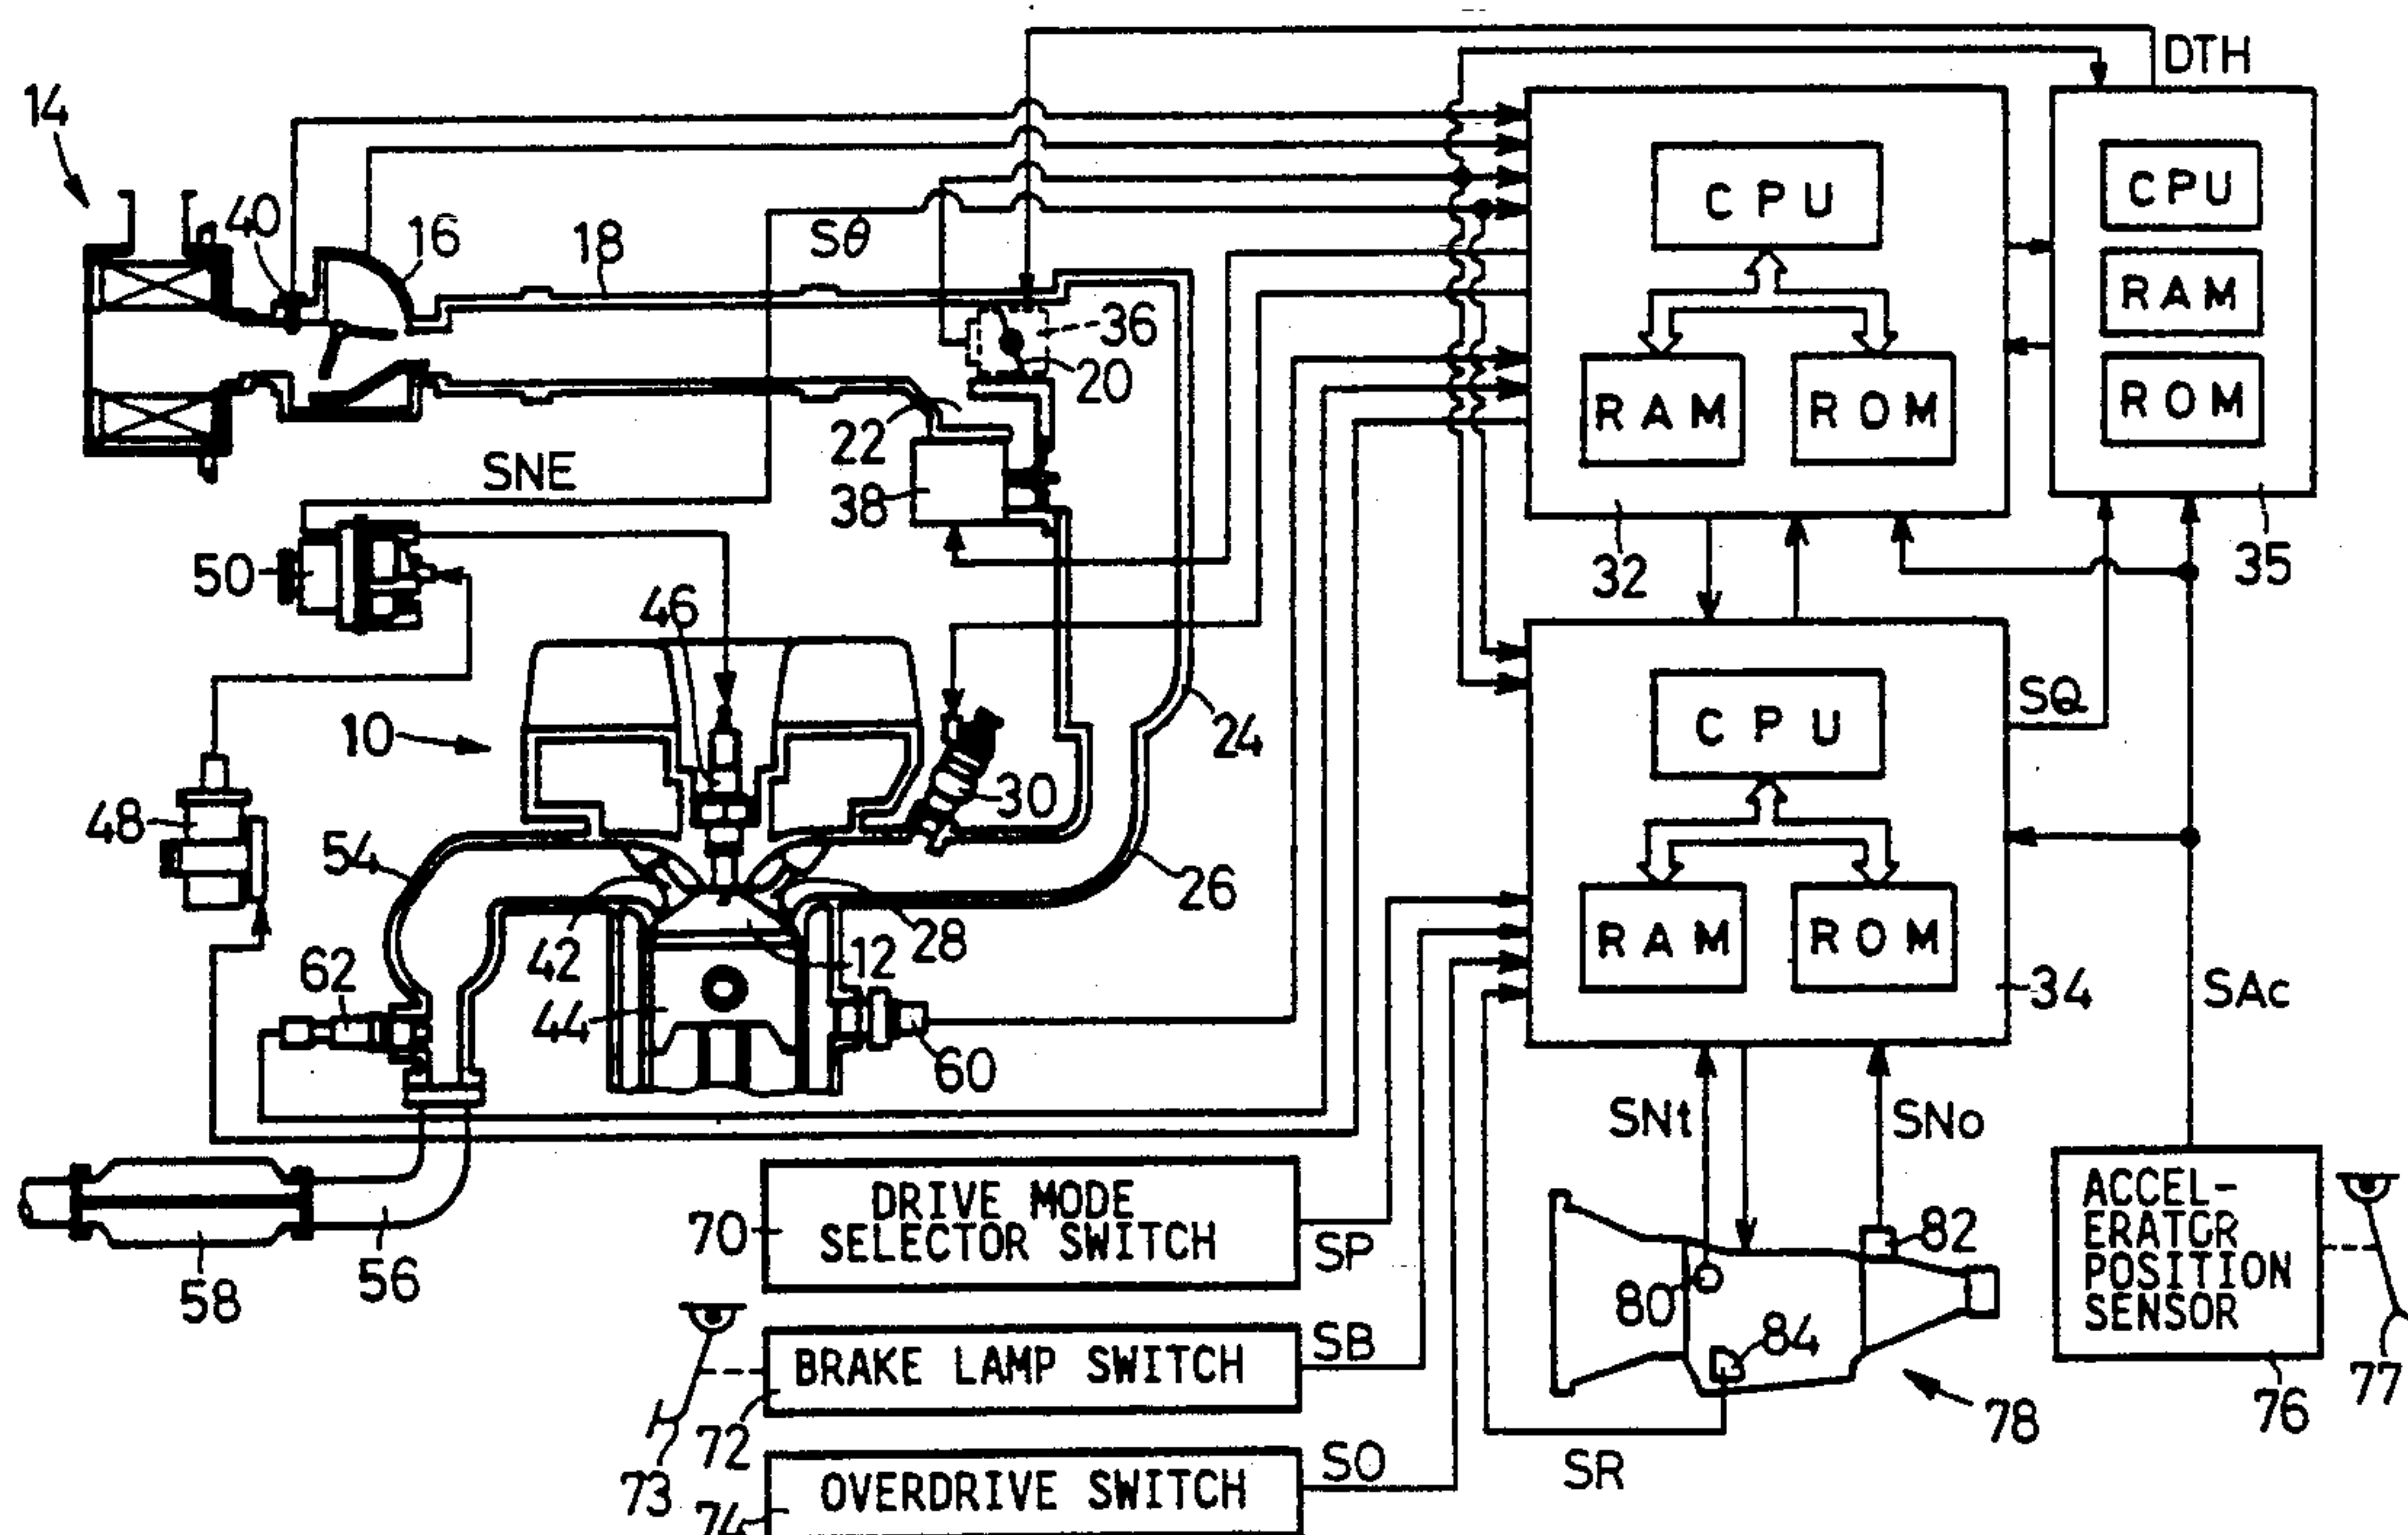 DTH
14
40
16
18
Sθ
CPU
CPU
RAM
ROM
36
20
RAM
ROM
22
38
SNE
50
32
35
46
10
24
SQ
CPU
30
48
54
26
RAM
ROM
42
12
28
62
44
60
34
SAc
SNt
SNo
58
56
70
DRIVE MODE
SELECTOR SWITCH
SP
80
82
84
78
ACCEL-
ERATGR
POSITION
SENSOR
76
77
73
72
BRAKE LAMP SWITCH
SB
74
OVERDRIVE SWITCH
SO
SR